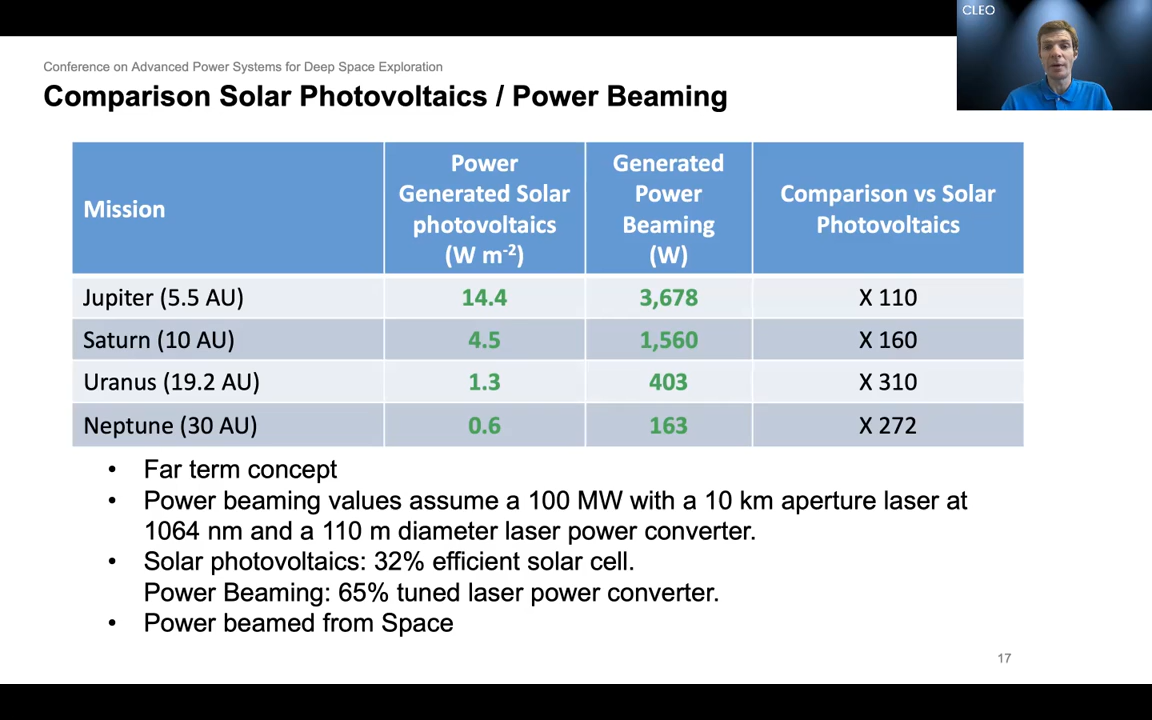 CLEO
Conference on Advanced Power Systems for Deep Space Exploration
Comparison Solar Photovoltaics / Power Beaming
Mission
Power
Generated Solar
photovoltaics
(W m-2)
Generated
Power
Beaming
(W)
Comparison vs Solar
Photovoltaics
Jupiter (5.5 AU) 14.4 3,678 X 110
Saturn (10 AU) 4.5 1,560 X 160
Uranus (19.2 AU) 1.3 403 X 310
Neptune (30 AU) 0.6 163 X 272
• Far term concept
• Power beaming values assume a 100 MW with a 10 km aperture laser at
1064 nm and a 110 m diameter laser power converter.
• Solar photovoltaics: 32% efficient solar cell.
Power Beaming: 65% tuned laser power converter.
• Power beamed from Space
17